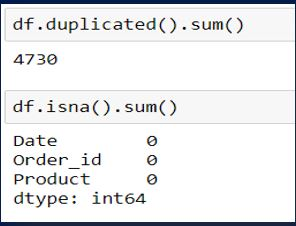 df.duplicated().sum()
4730
df.isna().sum()
Date 0
Order_id 0
Product 0
dtype: int64